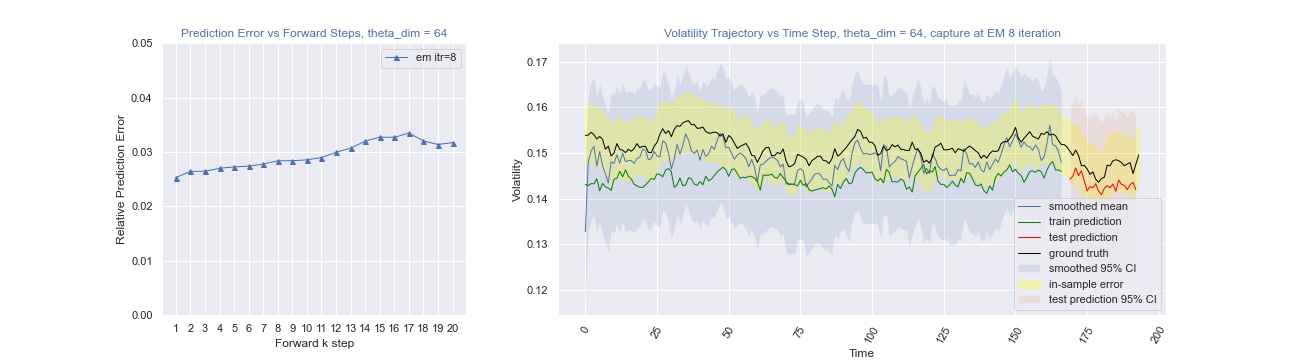 Prediction Error vs Forward Steps, theta_dim = 64
0.05
0.04
0.03
0.02
0.01
0.00
Relative Prediction Error
em itr=8
1 2 3 4 5 6 7 8 9 10 11 12 13 14 15 16 17 18 19 20
Forward k step
Volatility Trajectory vs Time Step, theta_dim = 64, capture at EM 8 iteration
0.17
0.16
0.15
0.14
0.13
0.12
Volatility
smoothed mean
train prediction
test prediction
ground truth
smoothed 95% CI
in-sample error
test prediction 95% CI
0 25 50 75 100 125 150 175 200
Time